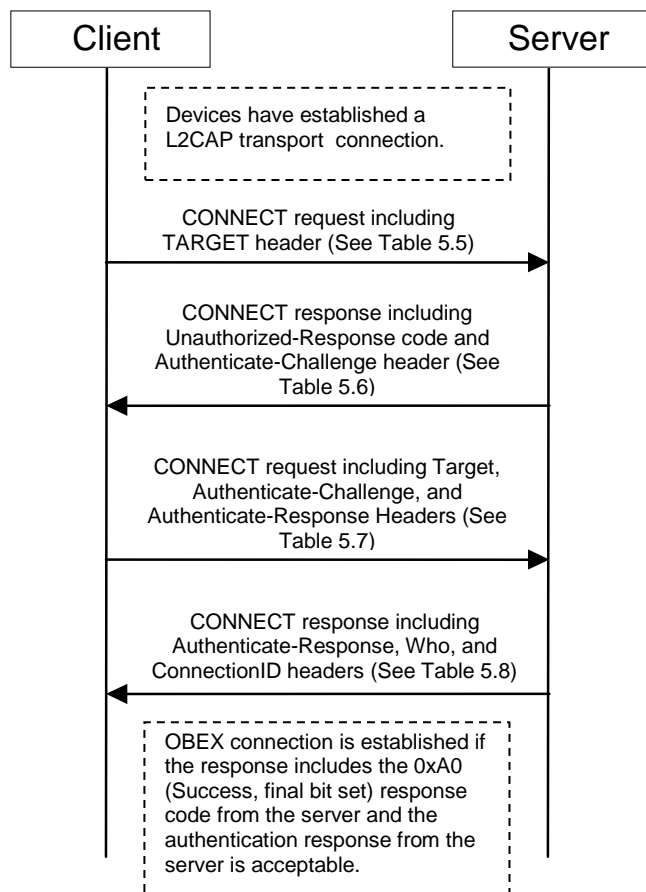 Client
Server
Devices have established a
L2CAP transport connection.
CONNECT request including
TARGET header (See Table 5.5)
CONNECT response including
Unauthorized-Response code and
Authenticate-Challenge header (See
Table 5.6)
CONNECT request including Target,
Authenticate-Challenge, and
Authenticate-Response Headers (See
Table 5.7)
CONNECT response including
Authenticate-Response, Who, and
ConnectionID headers (See Table 5.8)
OBEX connection is established if
the response includes the 0xA0
(Success, final bit set) response
code from the server and the
authentication response from the
server is acceptable.